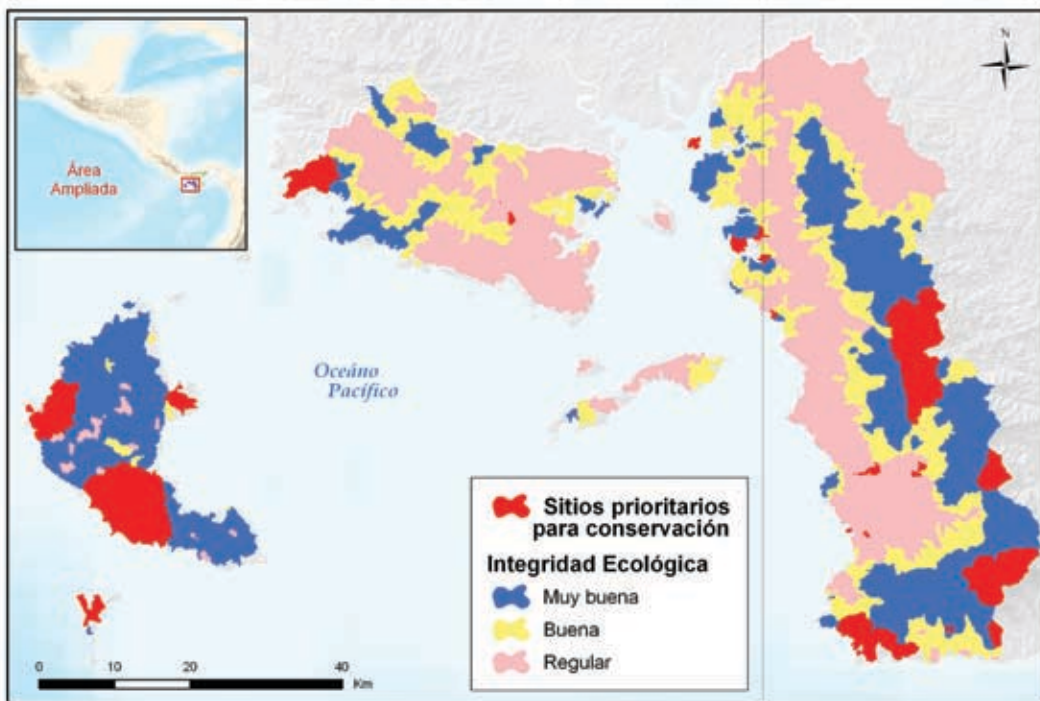 Área
Ampliada
N
Oceáno
Pacífico
Sitios prioritarios
para conservación
Integridad Ecológica
Muy buena
Buena
Regular
0 10 20 40
Km